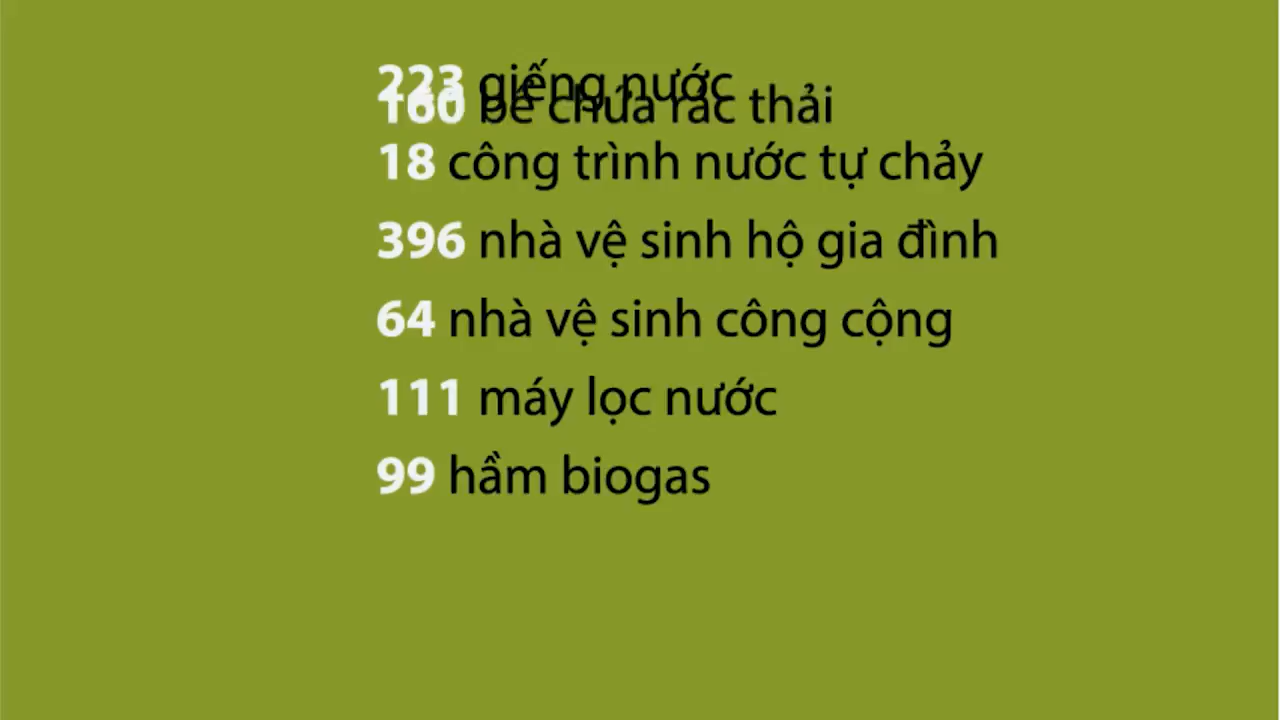 223 giếng nước
160 bể chứa rác thải
18 công trình nước tự chảy
396 nhà vệ sinh hộ gia đình
64 nhà vệ sinh công cộng
111 máy lọc nước
99 hầm biogas